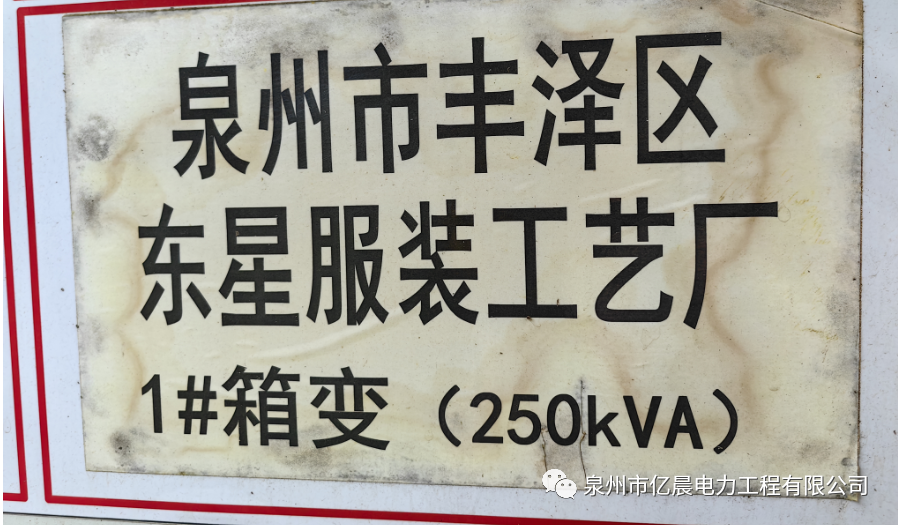 泉州市丰泽区
东星服装工艺厂
1#箱变（250kVA）
泉州市亿晨电力工程有限公司